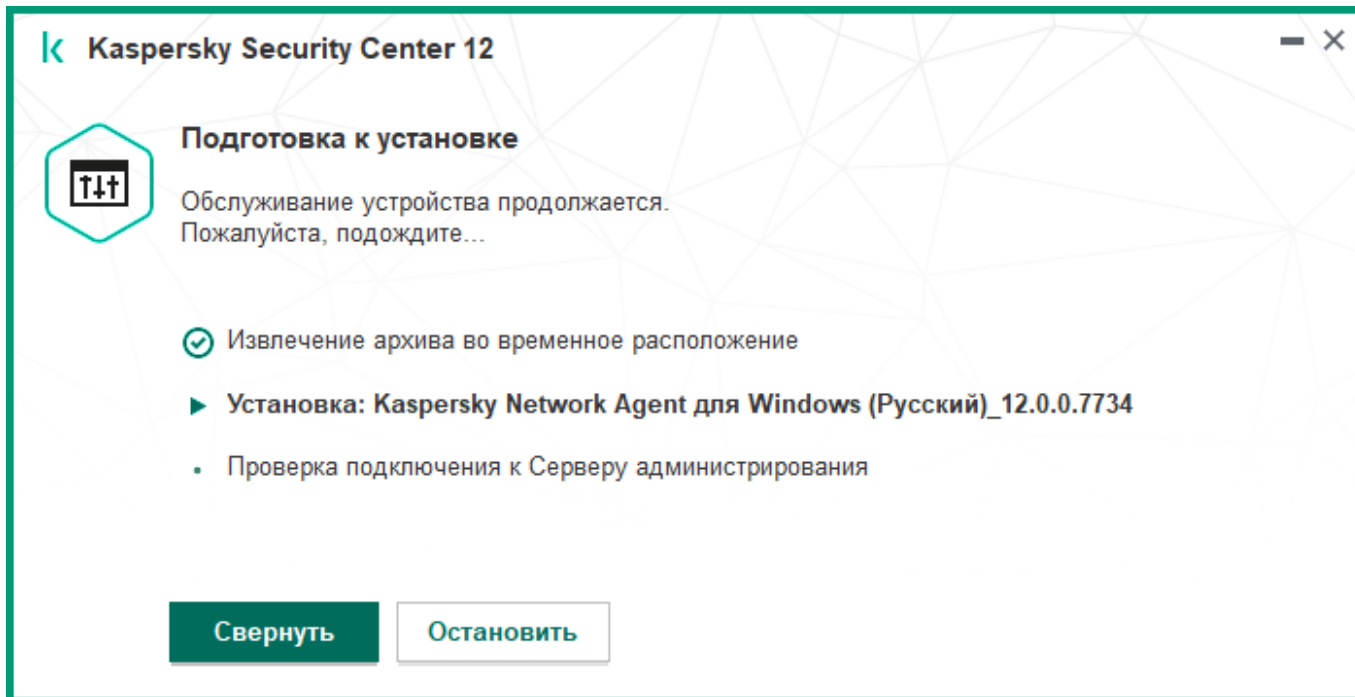 Kaspersky Security Center 12
Подготовка к установке
Обслуживание устройства продолжается.
Пожалуйста, подождите...
Извлечение архива во временное расположение
Установка: Kaspersky Network Agent для Windows (Русский)_12.0.0.7734
Проверка подключения к Серверу администрирования
Свернуть
Остановить